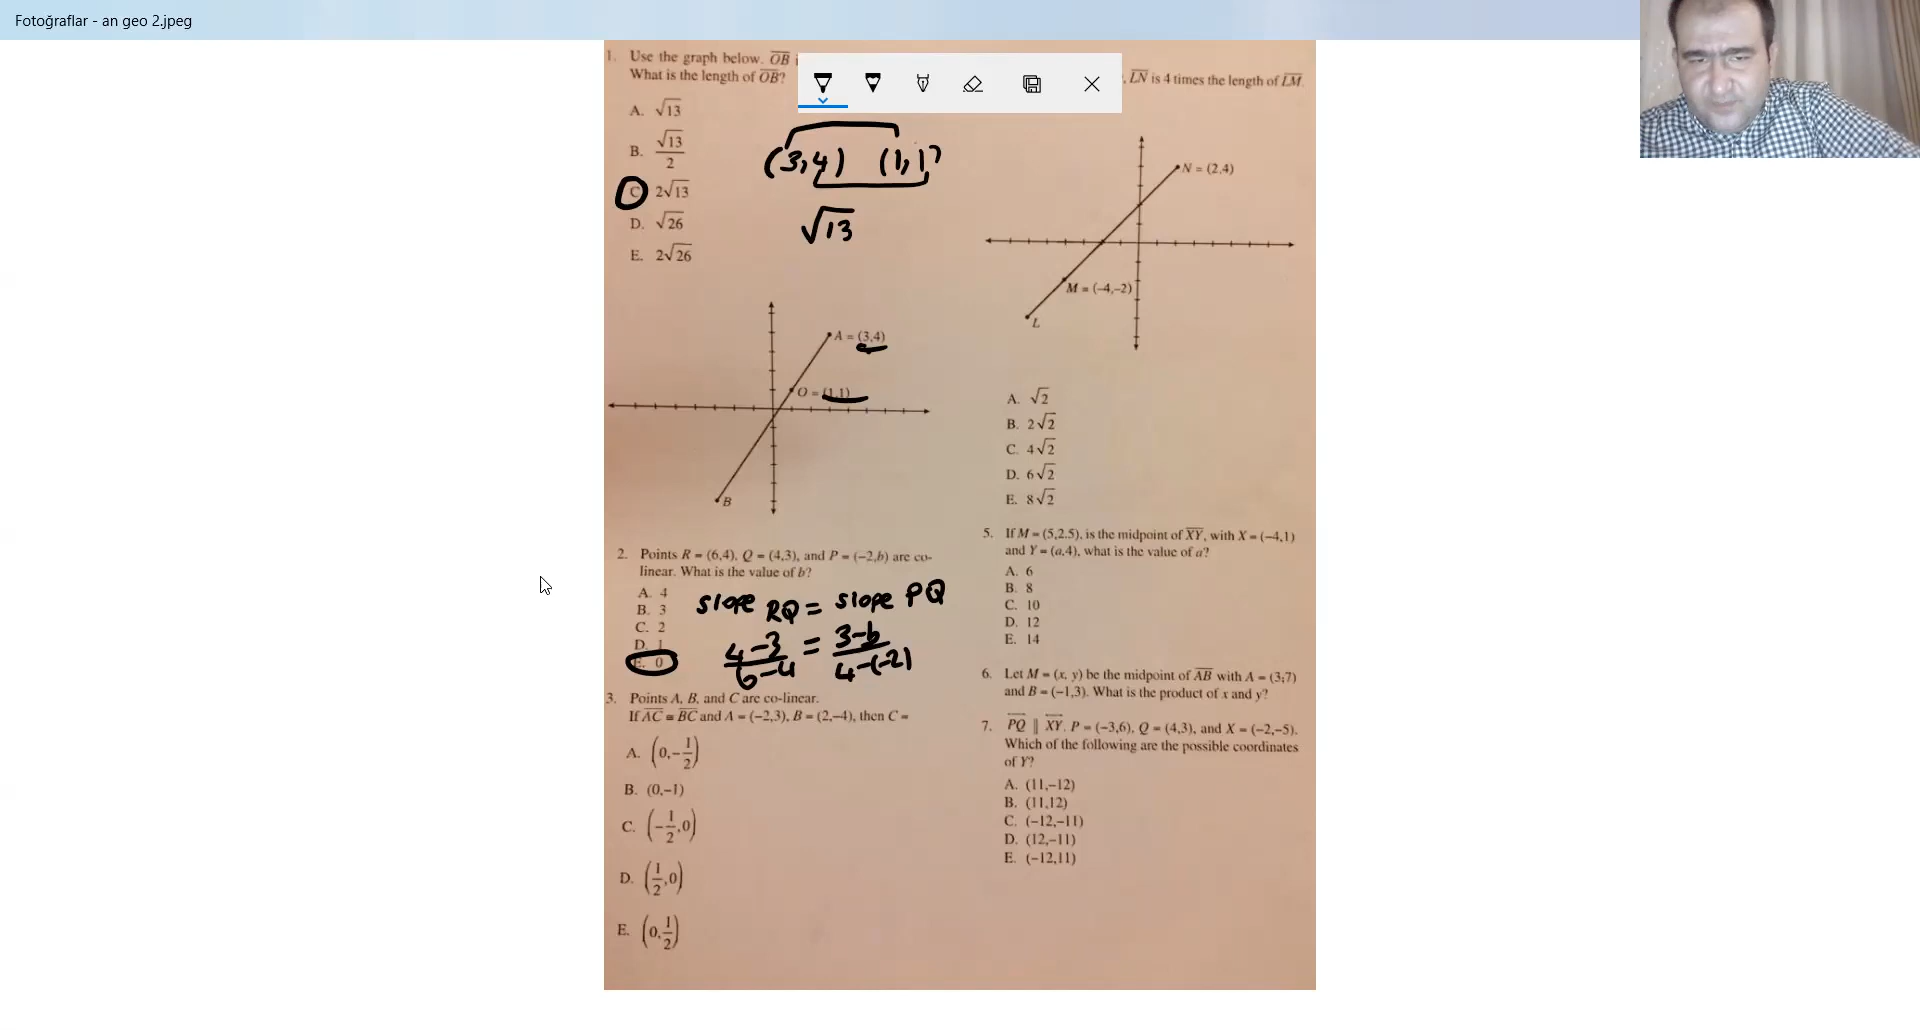 Fotoğraflar - an geo 2.jpeg
1. Use the graph below. OB
What is the length of OB?
A. √13
B. √13/2
C. 2√13
D. √26
E. 2√26
(3,4) (1,1)
√13
A = (3,4)
O = (1,1)
B
2. Points R = (6,4), Q = (4,3), and P = (−2,b) are co-
linear. What is the value of b?
A. 4
B. 3
C. 2
D. 1
E. 0
slope RQ = slope PQ
4-3/6-4 = 3-b/4-(-2)
3. Points A, B, and C are co-linear.
If AC ≅ BC and A = (−2,3), B = (2,−4), then C =
A. (0,−1/2)
B. (0,−1)
C. (−1/2,0)
D. (1/2,0)
E. (0,1/2)
. LN is 4 times the length of LM.
N = (2,4)
M = (−4,−2)
L
A. √2
B. 2√2
C. 4√2
D. 6√2
E. 8√2
5. If M = (5,2.5), is the midpoint of XY, with X = (−4,1)
and Y = (a,4), what is the value of a?
A. 6
B. 8
C. 10
D. 12
E. 14
6. Let M = (x, y) be the midpoint of AB with A = (3,7)
and B = (−1,3). What is the product of x and y?
7. PQ ∥ XY. P = (−3,6), Q = (4,3), and X = (−2,−5).
Which of the following are the possible coordinates
of Y?
A. (11,−12)
B. (11,12)
C. (−12,−11)
D. (12,−11)
E. (−12,11)